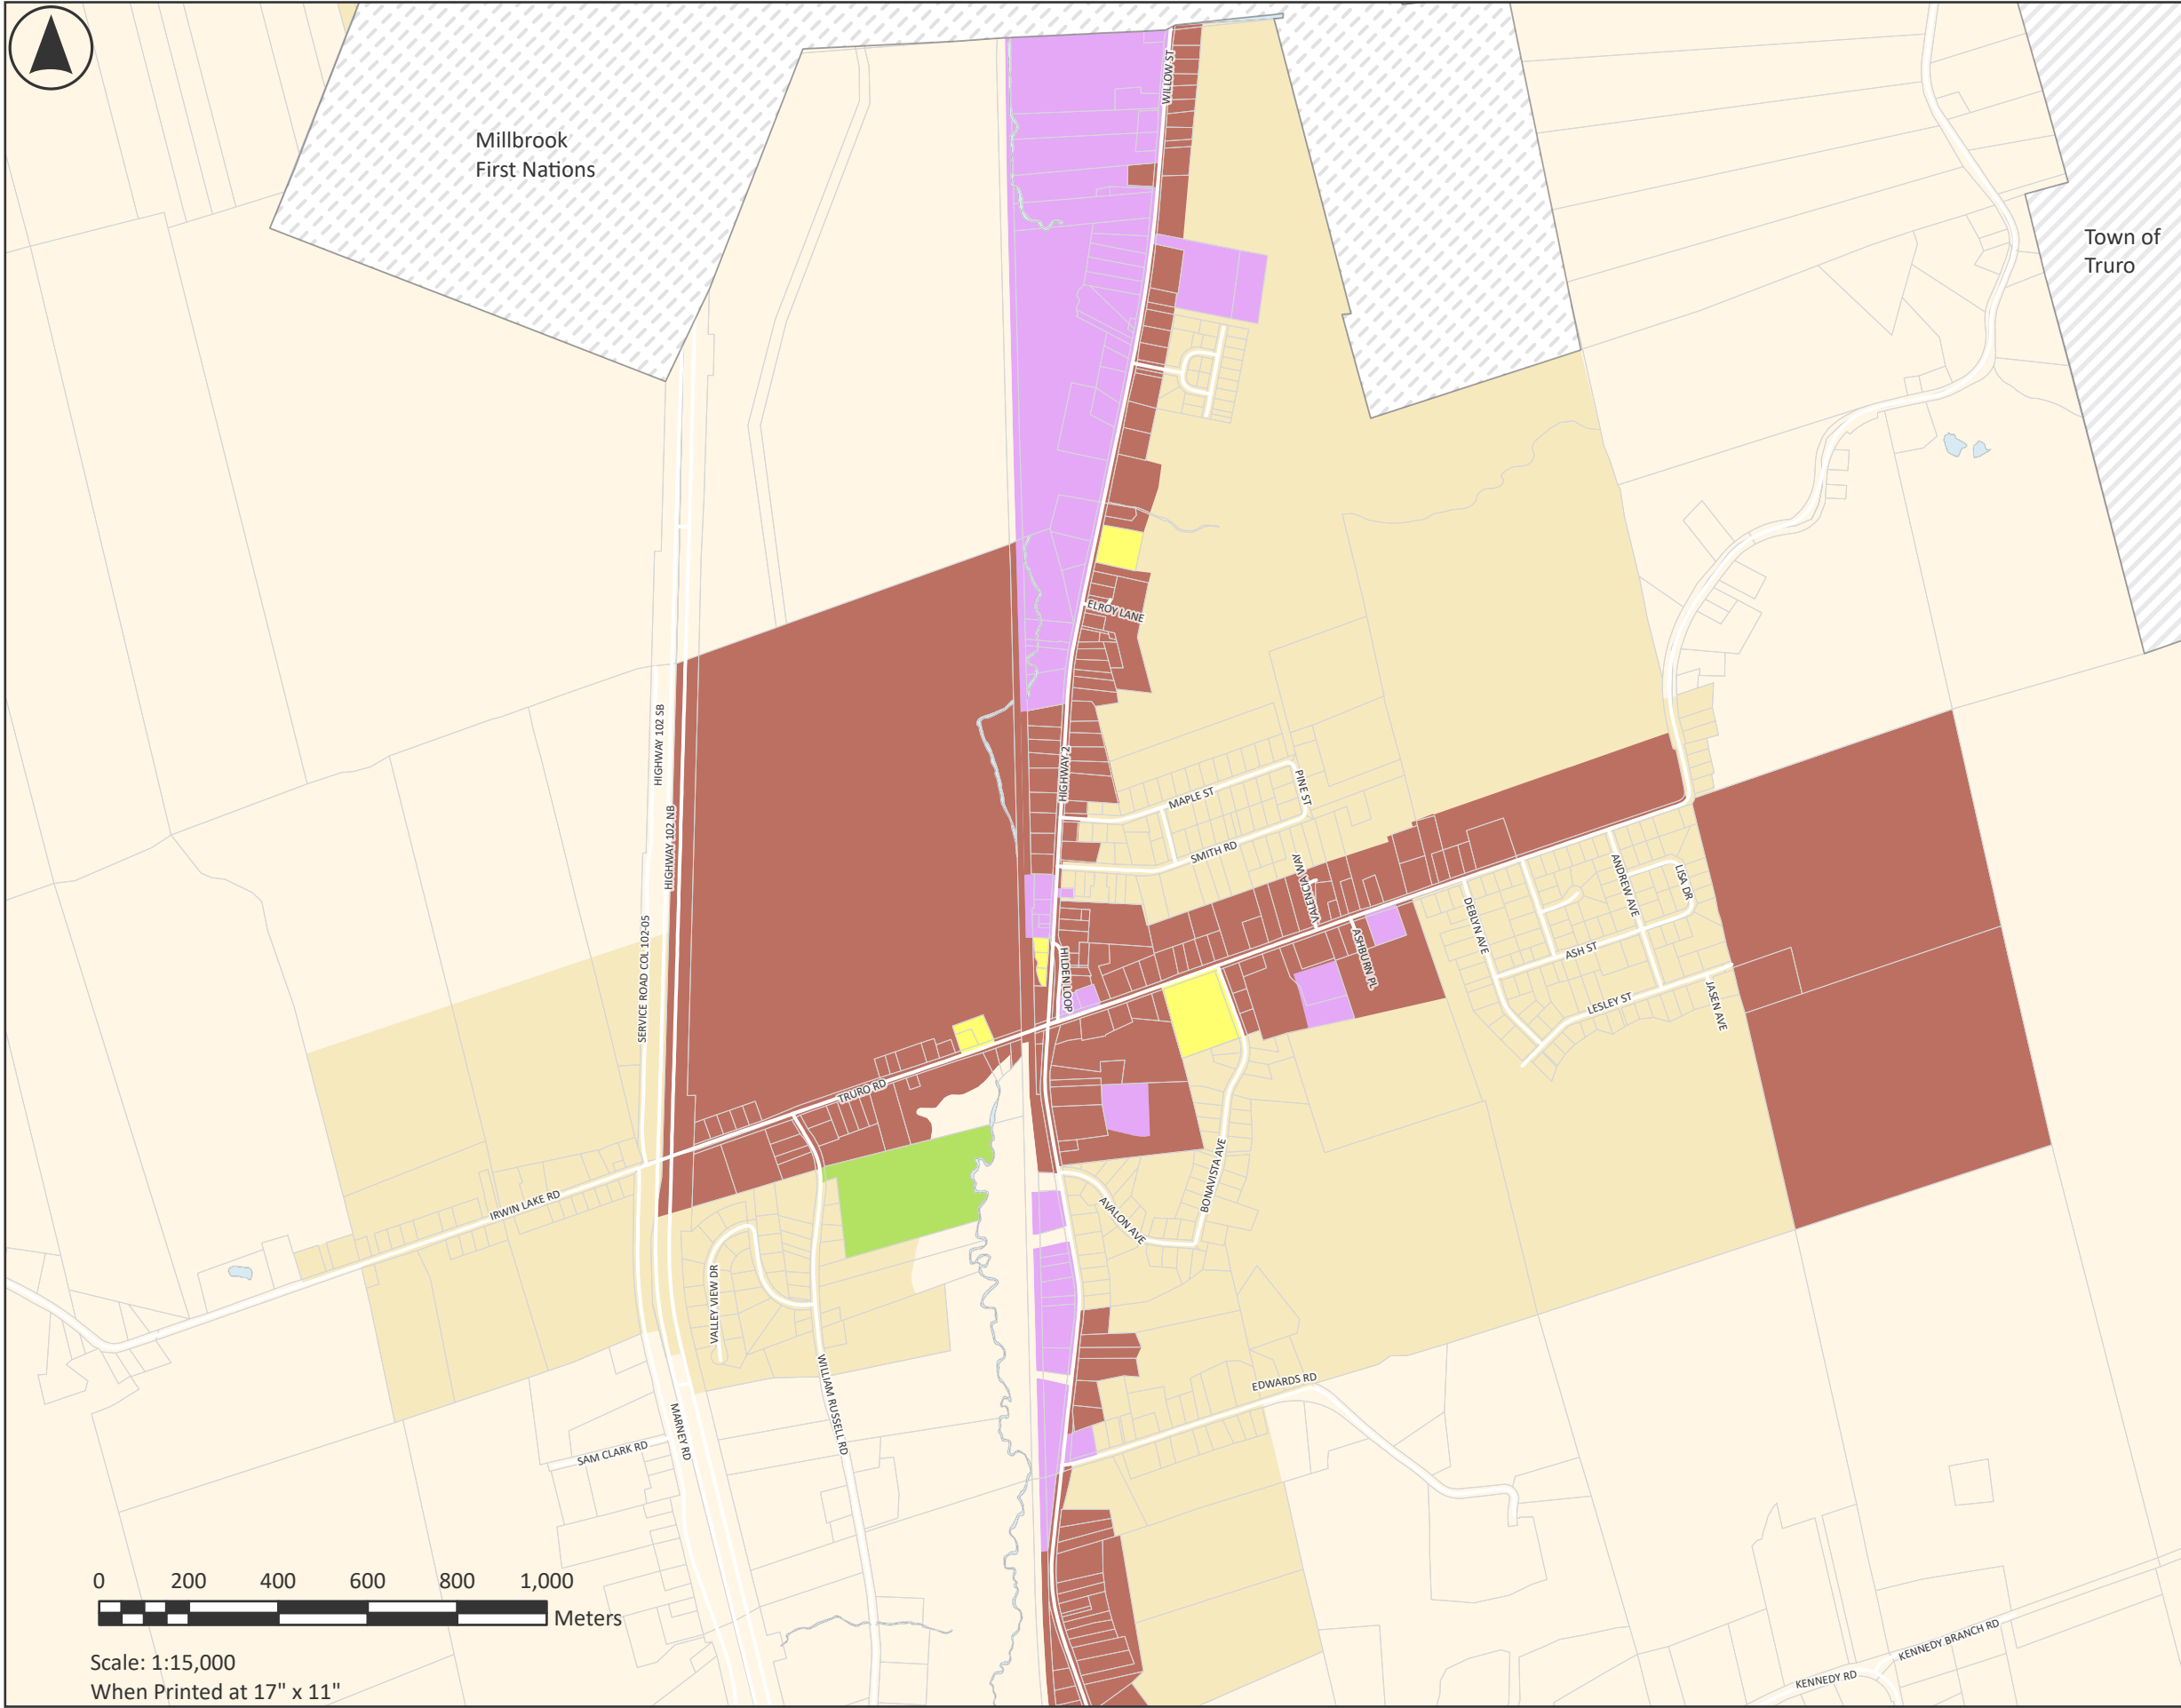 WILLOW ST
Millbrook
First Nations
Town of
Truro
ELROY LANE
HIGHWAY 102 SB
HIGHWAY 2
MAPLE ST
PINE ST
HIGHWAY 102 NB
SMITH RD
VALENCIA WAY
ANDREW AVE
LISA DR
SERVICE ROAD COL 102-05
HILDEN LOOP
DEBLYN AVE
ASHBURN PL
ASH ST
LESLEY ST
JASEN AVE
TRURO RD
IRWIN LAKE RD
AVALON AVE
BONAVISTA AVE
VALLEY VIEW DR
WILLIAM RUSSELL RD
EDWARDS RD
SAM CLARK RD
MARNEY RD
0 200 400 600 800 1,000
Meters
Scale: 1:15,000
When Printed at 17" x 11"
KENNEDY BRANCH RD
KENNEDY RD